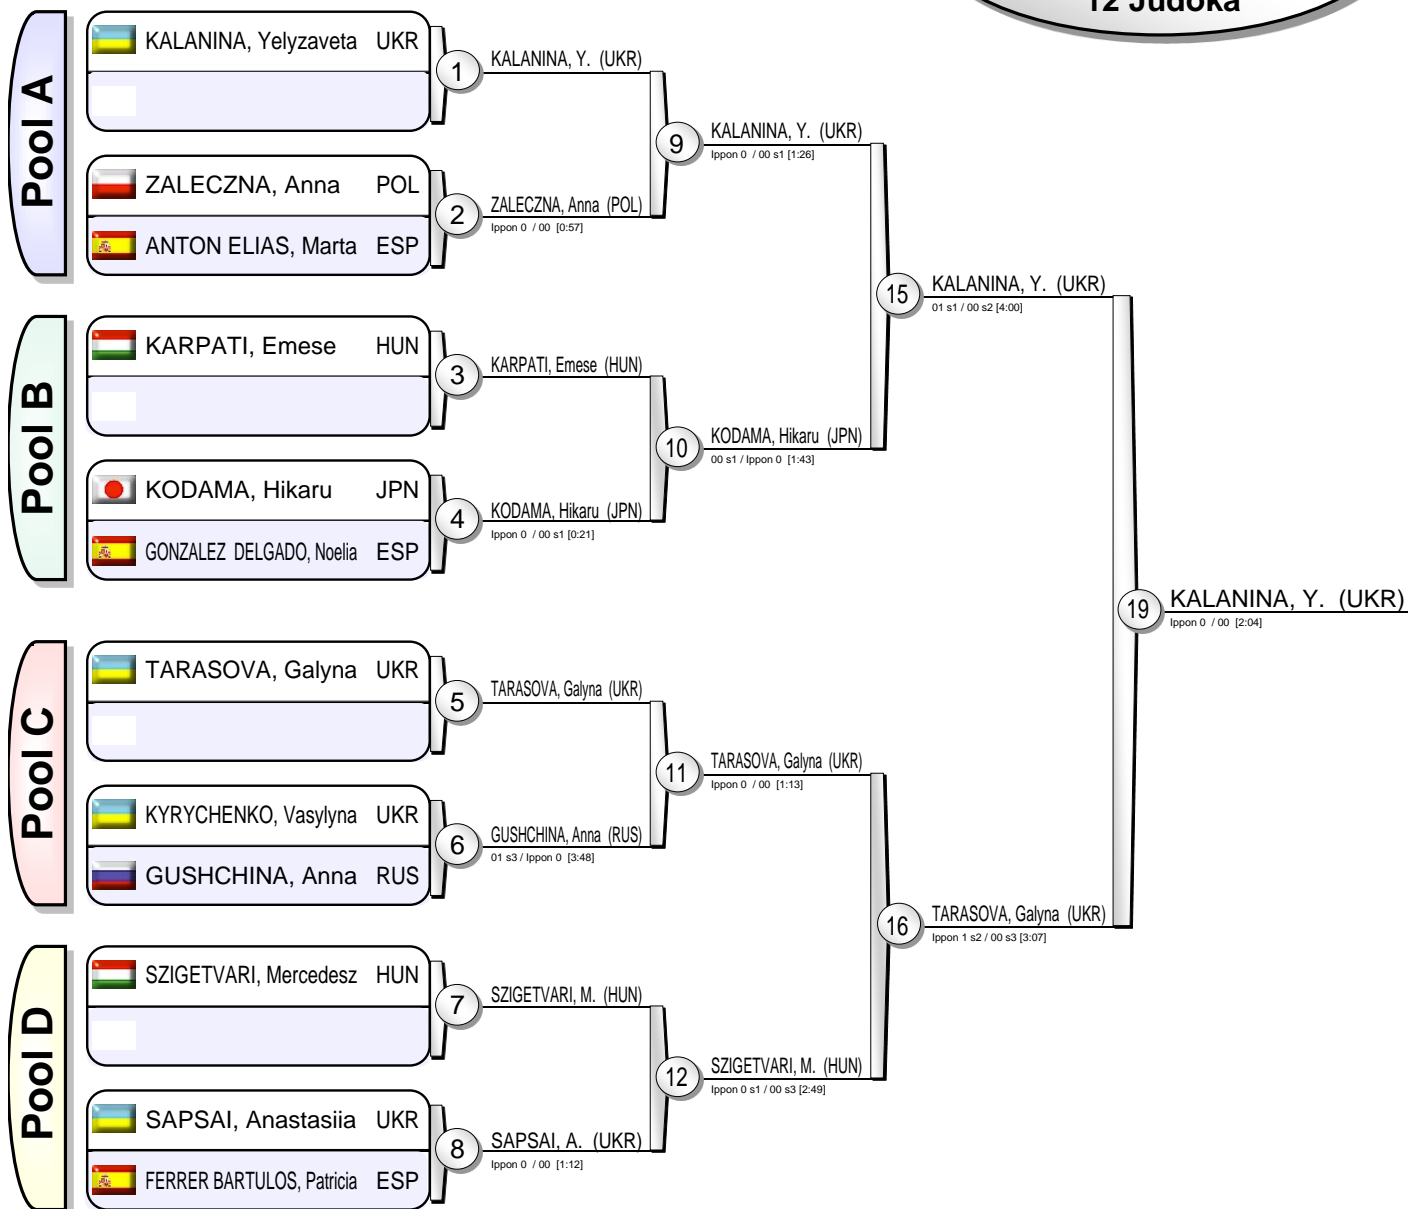 12 Judoka
Pool A
KALANINA, Yelyzaveta UKR
1
KALANINA, Y. (UKR)
ZALECZNA, Anna POL
ANTON ELIAS, Marta ESP
2
ZALECZNA, Anna (POL)
Ippon 0 / 00 [0:57]
9
KALANINA, Y. (UKR)
Ippon 0 / 00 s1 [1:26]
Pool B
KARPATI, Emese HUN
3
KARPATI, Emese (HUN)
KODAMA, Hikaru JPN
GONZALEZ DELGADO, Noelia ESP
4
KODAMA, Hikaru (JPN)
Ippon 0 / 00 s1 [0:21]
10
KODAMA, Hikaru (JPN)
00 s1 / Ippon 0 [1:43]
15
KALANINA, Y. (UKR)
01 s1 / 00 s2 [4:00]
Pool C
TARASOVA, Galyna UKR
5
TARASOVA, Galyna (UKR)
KYRYCHENKO, Vasylyna UKR
GUSHCHINA, Anna RUS
6
GUSHCHINA, Anna (RUS)
01 s3 / Ippon 0 [3:48]
11
TARASOVA, Galyna (UKR)
Ippon 0 / 00 [1:13]
Pool D
SZIGETVARI, Mercedesz HUN
7
SZIGETVARI, M. (HUN)
SAPSAI, Anastasiia UKR
FERRER BARTULOS, Patricia ESP
8
SAPSAI, A. (UKR)
Ippon 0 / 00 [1:12]
12
SZIGETVARI, M. (HUN)
Ippon 0 s1 / 00 s3 [2:49]
16
TARASOVA, Galyna (UKR)
Ippon 1 s2 / 00 s3 [3:07]
19
KALANINA, Y. (UKR)
Ippon 0 / 00 [2:04]